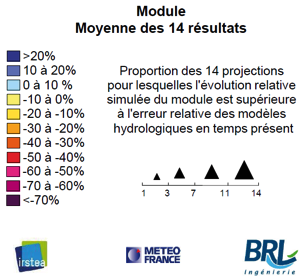 Module
Moyenne des 14 résultats
>20%
10 à 20%
0 à 10 %
-10 à 0%
-20 à -10%
-30 à -20%
-40 à -30%
-50 à -40%
-60 à -50%
-70 à -60%
<-70%
Proportion des 14 projections
pour lesquelles l'évolution relative
simulée du module est supérieure
à l'erreur relative des modèles
hydrologiques en temps présent
1 3 7 9 14
irstea
METEO
FRANCE
BRL
ingénierie